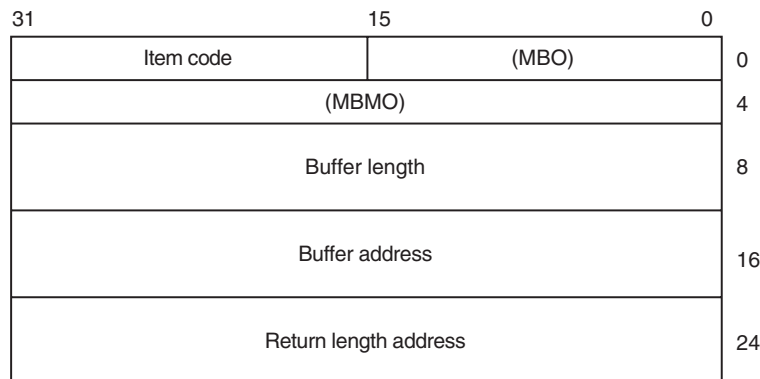 31 15 0
Item code (MBO) 0
(MBMO) 4
Buffer length 8
Buffer address 16
Return length address 24